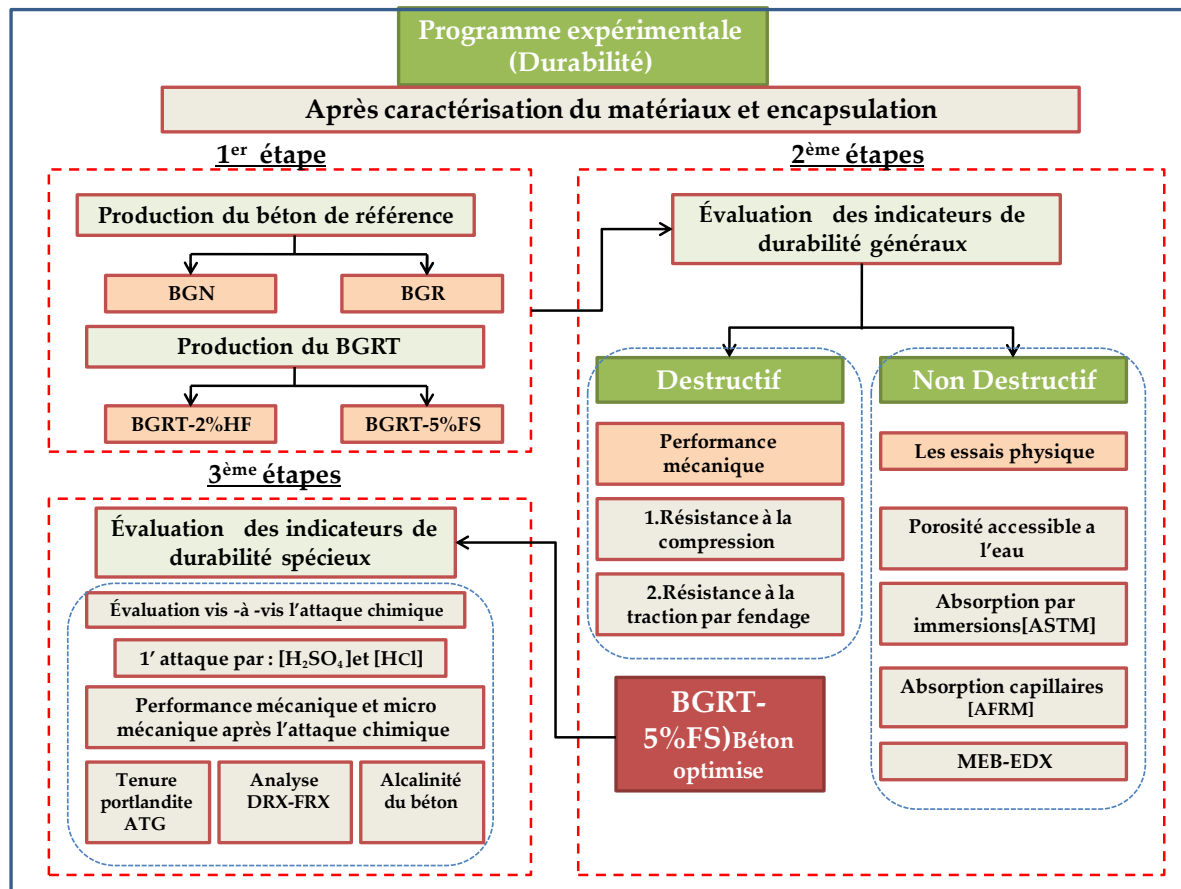 Programme expérimentale
(Durabilité)
Après caractérisation du matériaux et encapsulation
1er étape
Production du béton de référence
BGN
BGR
Production du BGRT
BGRT-2%HF
BGRT-5%FS
2ème étapes
Évaluation des indicateurs de
durabilité généraux
Destructif
Performance
mécanique
1.Résistance à la
compression
2.Résistance à la
traction par fendage
BGRT-
5%FS)Béton
optimise
Non Destructif
Les essais physique
Porosité accessible a
l'eau
Absorption par
immersions[ASTM]
Absorption capillaires
[AFRM]
MEB-EDX
3ème étapes
Évaluation des indicateurs de
durabilité spécieux
Évaluation vis -à -vis l'attaque chimique
1' attaque par : [H₂SO₄]et [HCl]
Performance mécanique et micro
mécanique après l'attaque chimique
Tenure
portlandite
ATG
Analyse
DRX-FRX
Alcalinité
du béton